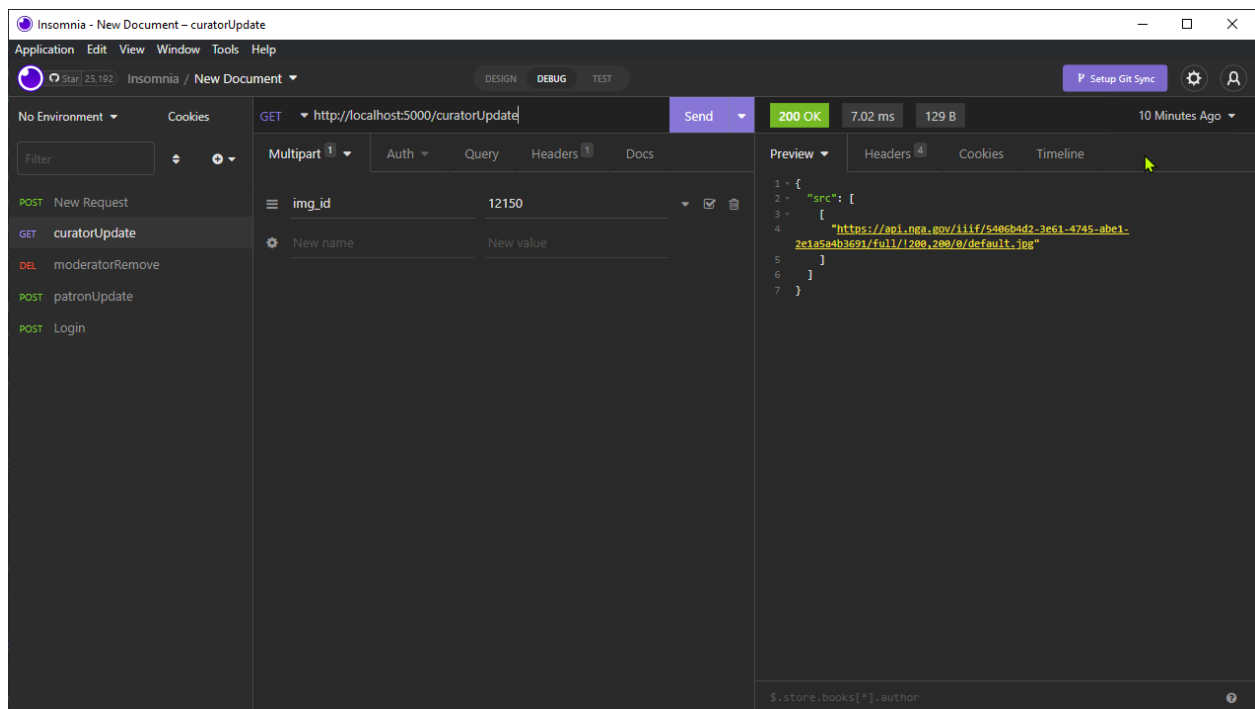 Insomnia - New Document – curatorUpdate
Application Edit View Window Tools Help
Star 25,192 Insomnia / New Document DESIGN DEBUG TEST Setup Git Sync
No Environment Cookies GET http://localhost:5000/curatorUpdate Send 200 OK 7.02 ms 129 B 10 Minutes Ago
Filter Multipart 1 Auth Query Headers 1 Docs Preview Headers 4 Cookies Timeline
POST New Request
GET curatorUpdate
DEL moderatorRemove
POST patronUpdate
POST Login
img_id 12150
New name New value
1 {
2 "src": [
3 [
4 "https://api.nga.gov/iiif/5406b4d2-3e61-4745-abe1-
2e1a5a4b3691/full/!200,200/0/default.jpg"
5 ]
6 ]
7 }
$.store.books[*].author